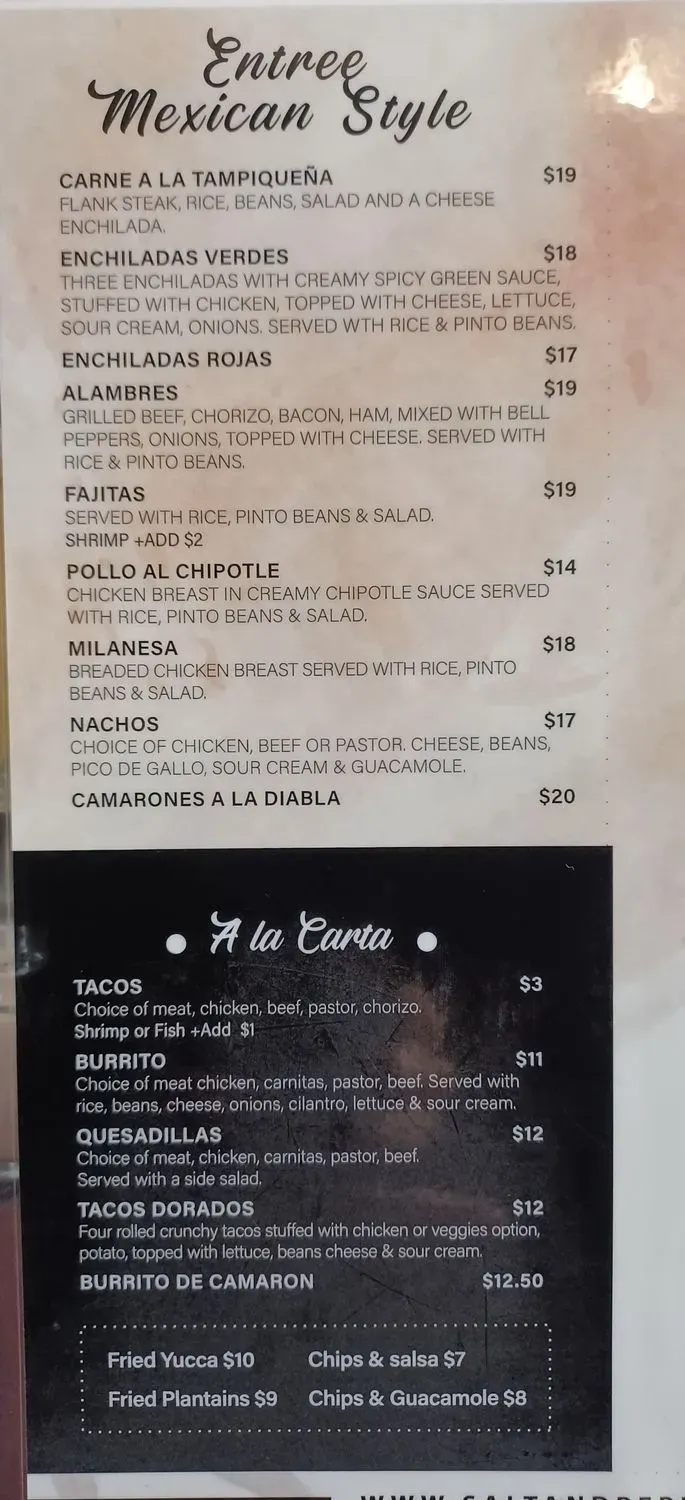 Entree
Mexican Style
CARNE A LA TAMPIQUEÑA $19
FLANK STEAK, RICE, BEANS, SALAD AND A CHEESE
ENCHILADA.
ENCHILADAS VERDES $18
THREE ENCHILADAS WITH CREAMY SPICY GREEN SAUCE,
STUFFED WITH CHICKEN, TOPPED WITH CHEESE, LETTUCE,
SOUR CREAM, ONIONS. SERVED WTH RICE & PINTO BEANS.
ENCHILADAS ROJAS $17
ALAMBRES $19
GRILLED BEEF, CHORIZO, BACON, HAM, MIXED WITH BELL
PEPPERS, ONIONS, TOPPED WITH CHEESE. SERVED WITH
RICE & PINTO BEANS.
FAJITAS $19
SERVED WITH RICE, PINTO BEANS & SALAD.
SHRIMP +ADD $2
POLLO AL CHIPOTLE $14
CHICKEN BREAST IN CREAMY CHIPOTLE SAUCE SERVED
WITH RICE, PINTO BEANS & SALAD.
MILANESA $18
BREADED CHICKEN BREAST SERVED WITH RICE, PINTO
BEANS & SALAD.
NACHOS $17
CHOICE OF CHICKEN, BEEF OR PASTOR. CHEESE, BEANS,
PICO DE GALLO, SOUR CREAM & GUACAMOLE.
CAMARONES A LA DIABLA $20
A la Carta
TACOS $3
Choice of meat, chicken, beef, pastor, chorizo.
Shrimp or Fish +Add $1
BURRITO $11
Choice of meat chicken, carnitas, pastor, beef. Served with
rice, beans, cheese, onions, cilantro, lettuce & sour cream.
QUESADILLAS $12
Choice of meat, chicken, carnitas, pastor, beef.
Served with a side salad.
TACOS DORADOS $12
Four rolled crunchy tacos stuffed with chicken or veggies option,
potato, topped with lettuce, beans cheese & sour cream.
BURRITO DE CAMARON $12.50
Fried Yucca $10 Chips & salsa $7
Fried Plantains $9 Chips & Guacamole $8